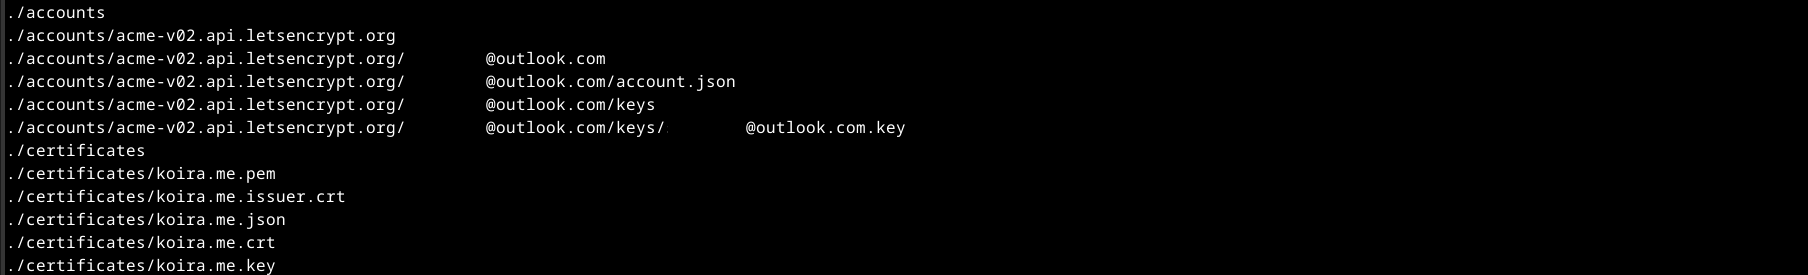 ./accounts
./accounts/acme-v02.api.letsencrypt.org
./accounts/acme-v02.api.letsencrypt.org/ @outlook.com
./accounts/acme-v02.api.letsencrypt.org/ @outlook.com/account.json
./accounts/acme-v02.api.letsencrypt.org/ @outlook.com/keys
./accounts/acme-v02.api.letsencrypt.org/ @outlook.com/keys/ @outlook.com.key
./certificates
./certificates/koira.me.pem
./certificates/koira.me.issuer.crt
./certificates/koira.me.json
./certificates/koira.me.crt
./certificates/koira.me.key